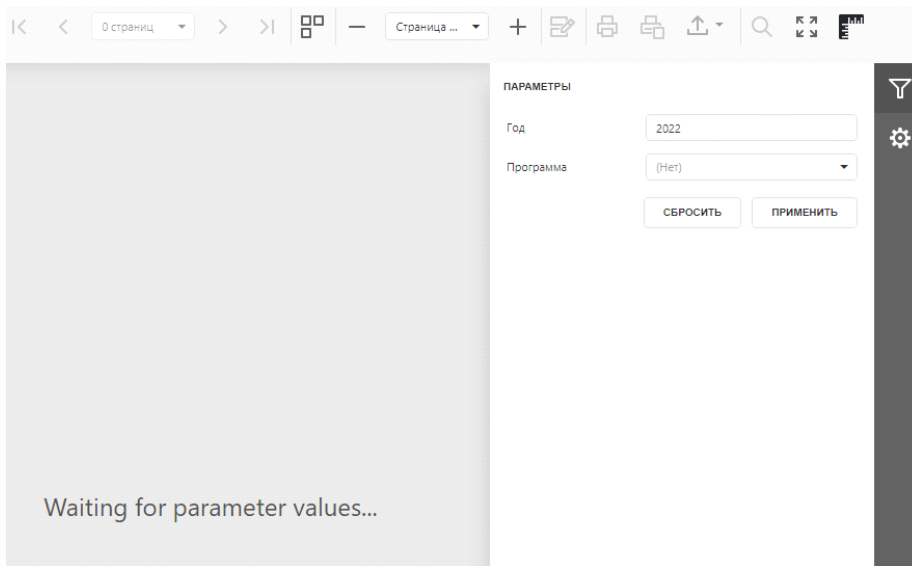 0 страниц
Страница ...
ПАРАМЕТРЫ
Год
2022
Программа
(Нет)
СБРОСИТЬ
ПРИМЕНИТЬ
Waiting for parameter values...